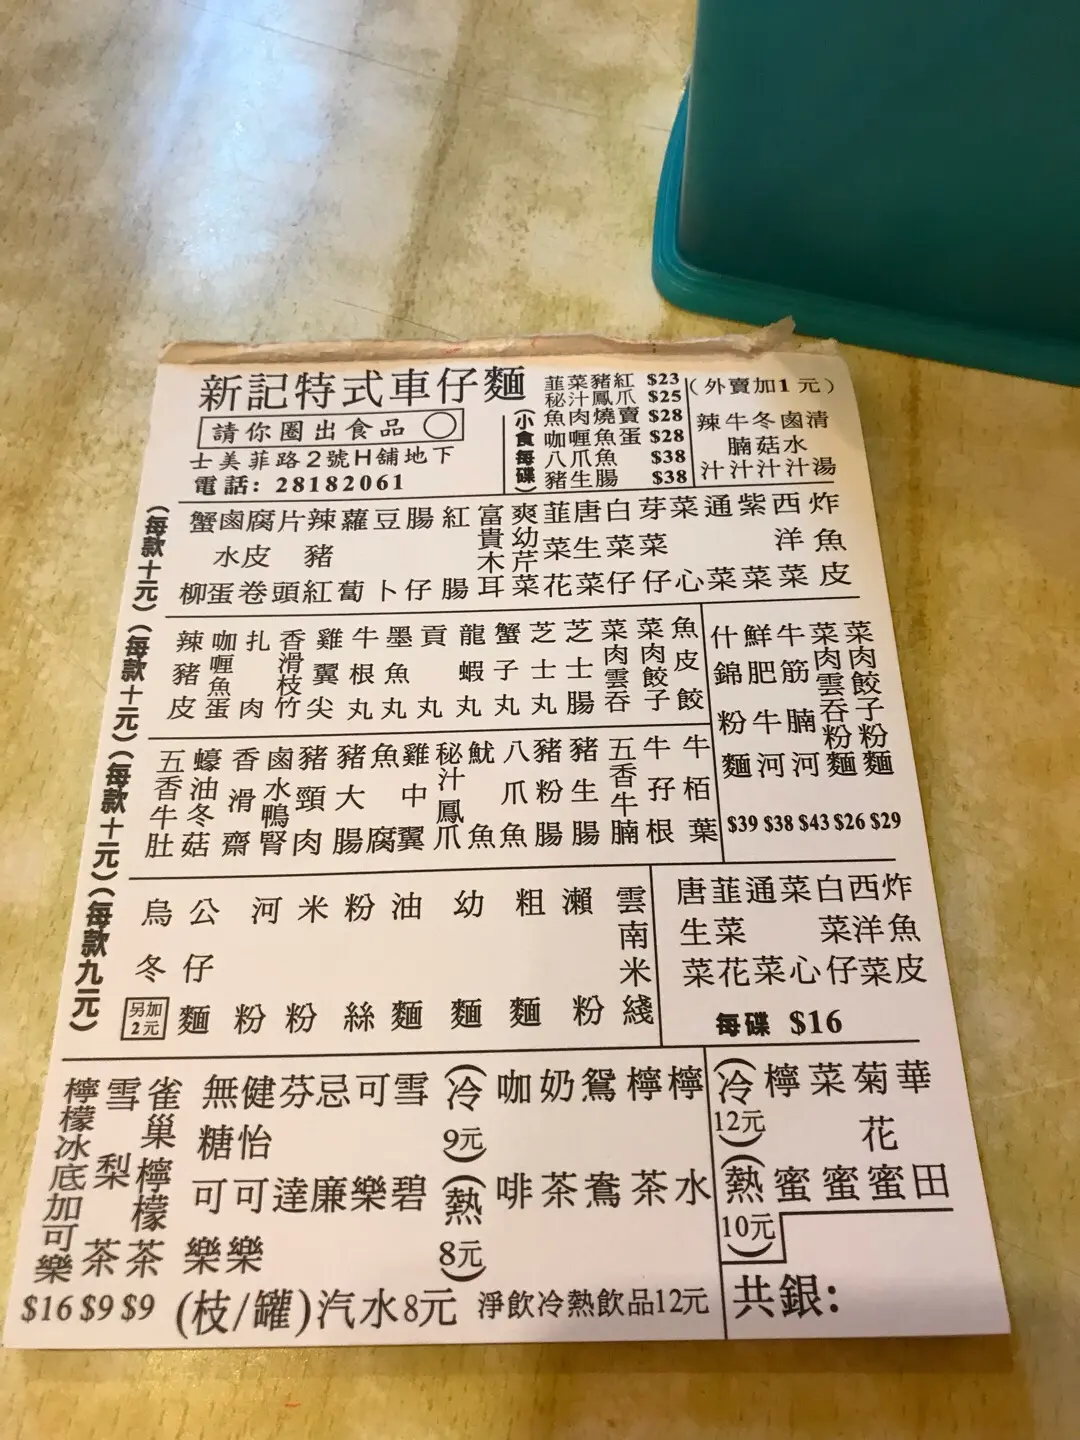 新記特式車仔麵
請你圈出食品 ○
士美菲路2號H舖地下
電話: 28182061
(小食每碟)
韮菜豬紅 $23
秘汁鳳爪 $25
魚肉燒賣 $28
咖喱魚蛋 $28
八爪魚 $38
豬生腸 $38
(外賣加1元)
辣汁
牛腩汁
冬菇汁
鹵水汁
清湯
(每款十元)
蟹柳
鹵水蛋
腐皮卷
片頭
辣豬紅
蘿蔔
豆卜
腸仔
紅腸
富貴木耳
爽幼芹菜
韮菜花
唐生菜
白菜仔
芽菜仔
菜心
通菜
紫菜
西洋菜
炸魚皮
(每款十元)
辣豬皮
咖喱魚蛋
扎肉
香滑枝竹
雞翼尖
牛根丸
墨魚丸
貢丸
龍蝦丸
蟹子丸
芝士丸
芝士腸
菜肉雲吞
菜肉餃子
魚皮餃
什錦粉麵
鮮肥牛河
牛筋腩河
菜肉雲吞粉麵
菜肉餃子粉麵
$39 $38 $43 $26 $29
(每款十元)
五香牛肚
蠔油冬菇
香滑齋
鹵水鴨腎
豬頸肉
豬大腸
魚腐
雞中翼
秘汁鳳爪
魷魚
八爪魚
豬粉腸
豬生腸
五香牛腩
牛孖根
牛栢葉
(每款九元)
烏冬
另加
2元
公仔麵
河粉
米粉
粉絲
油麵
幼麵
粗麵
瀨粉
雲南米綫
唐生菜
韮菜花
通菜
菜心
白菜仔
西洋菜
炸魚皮
每碟 $16
檸檬冰底加可樂
雪梨茶
雀巢檸檬茶
$16 $9 $9
無糖可樂
健怡可樂
芬達
忌廉
可樂
雪碧
(枝/罐)汽水8元
(冷9元)
(熱8元)
咖啡
奶茶
鴛鴦
檸茶
檸水
淨飲冷熱飲品12元
(冷12元)
(熱10元)
檸蜜
菜蜜
菊花蜜
華田
共銀: